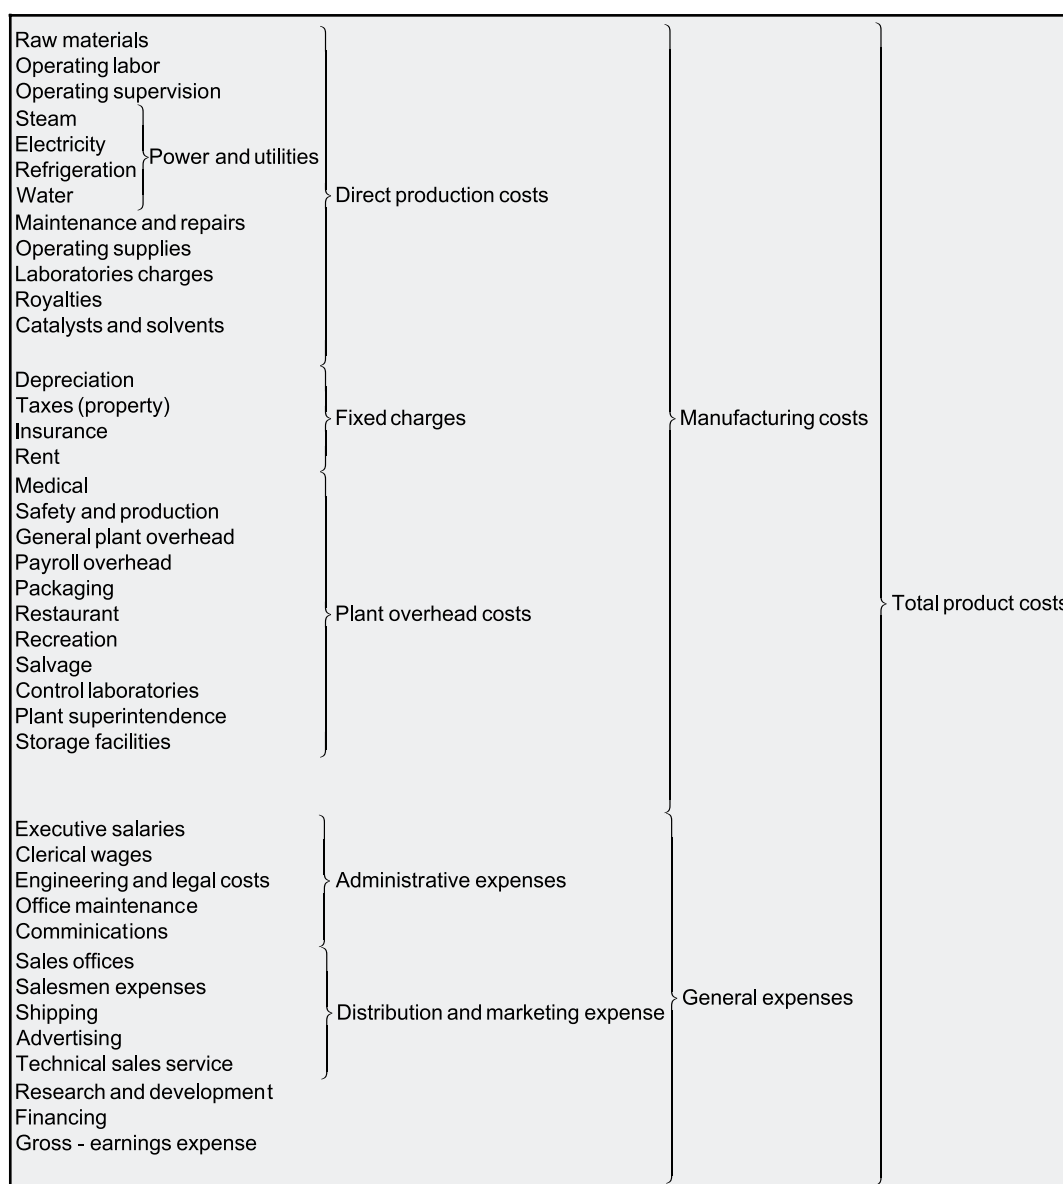 Raw materials
Operating labor
Operating supervision
Steam
Electricity
Refrigeration
Water
Power and utilities
Maintenance and repairs
Operating supplies
Laboratories charges
Royalties
Catalysts and solvents
Direct production costs
Depreciation
Taxes (property)
Insurance
Rent
Fixed charges
Medical
Safety and production
General plant overhead
Payroll overhead
Packaging
Restaurant
Recreation
Salvage
Control laboratories
Plant superintendence
Storage facilities
Plant overhead costs
Manufacturing costs
Executive salaries
Clerical wages
Engineering and legal costs
Office maintenance
Comminications
Administrative expenses
Sales offices
Salesmen expenses
Shipping
Advertising
Technical sales service
Distribution and marketing expense
Research and development
Financing
Gross - earnings expense
General expenses
Total product costs